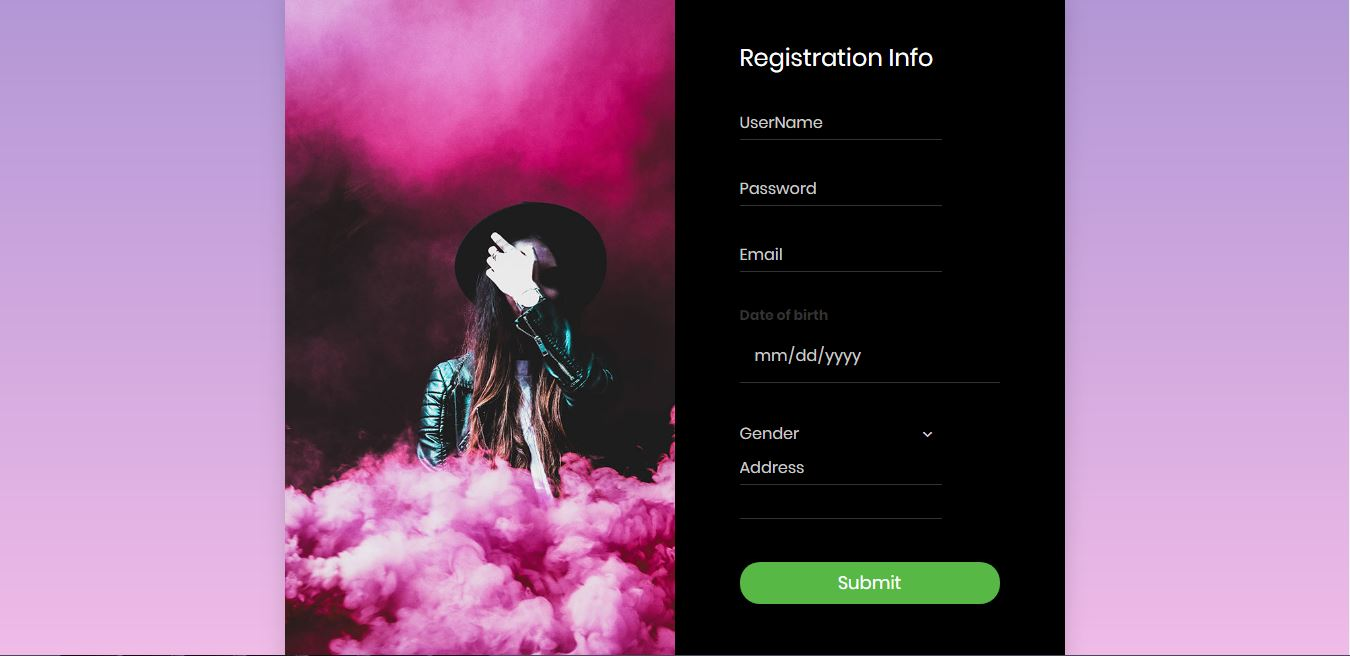 Registration Info
UserName
Password
Email
Date of birth
mm/dd/yyyy
Gender
Address
Submit